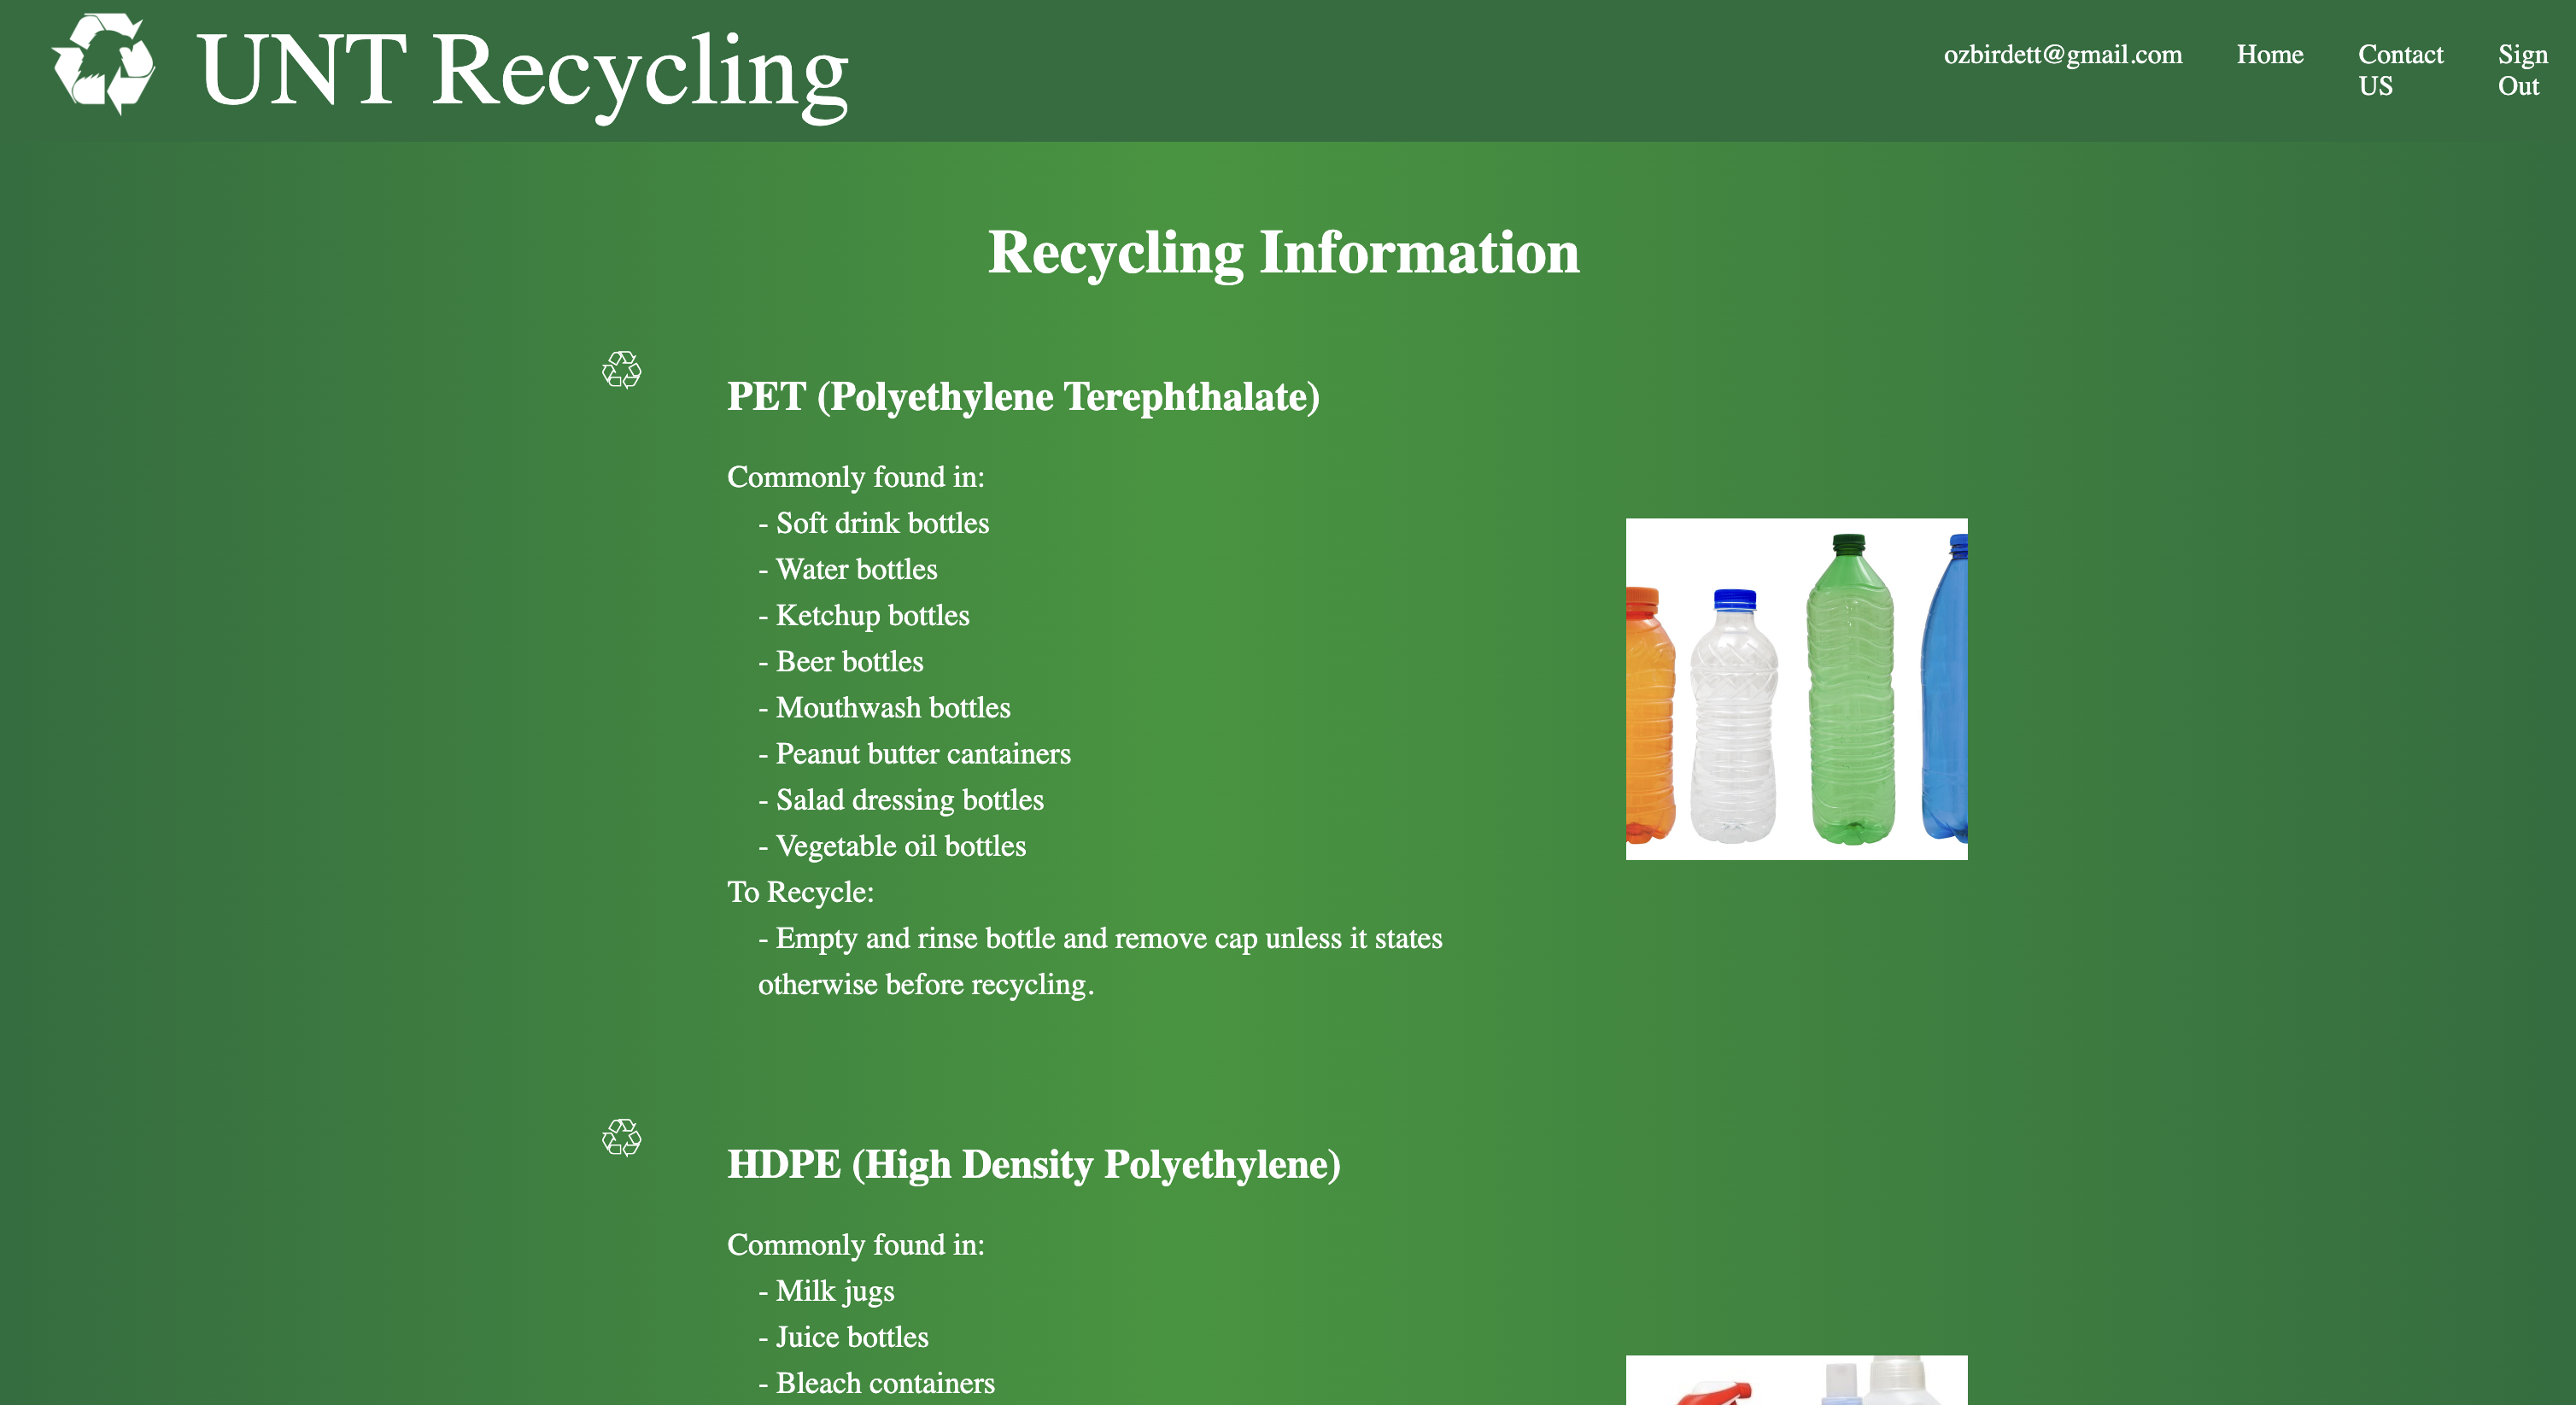 UNT Recycling
ozbirdett@gmail.com
Home
Contact
US
Sign
Out
Recycling Information
PET (Polyethylene Terephthalate)
Commonly found in:
- Soft drink bottles
- Water bottles
- Ketchup bottles
- Beer bottles
- Mouthwash bottles
- Peanut butter cantainers
- Salad dressing bottles
- Vegetable oil bottles
To Recycle:
- Empty and rinse bottle and remove cap unless it states
otherwise before recycling.
HDPE (High Density Polyethylene)
Commonly found in:
- Milk jugs
- Juice bottles
- Bleach containers